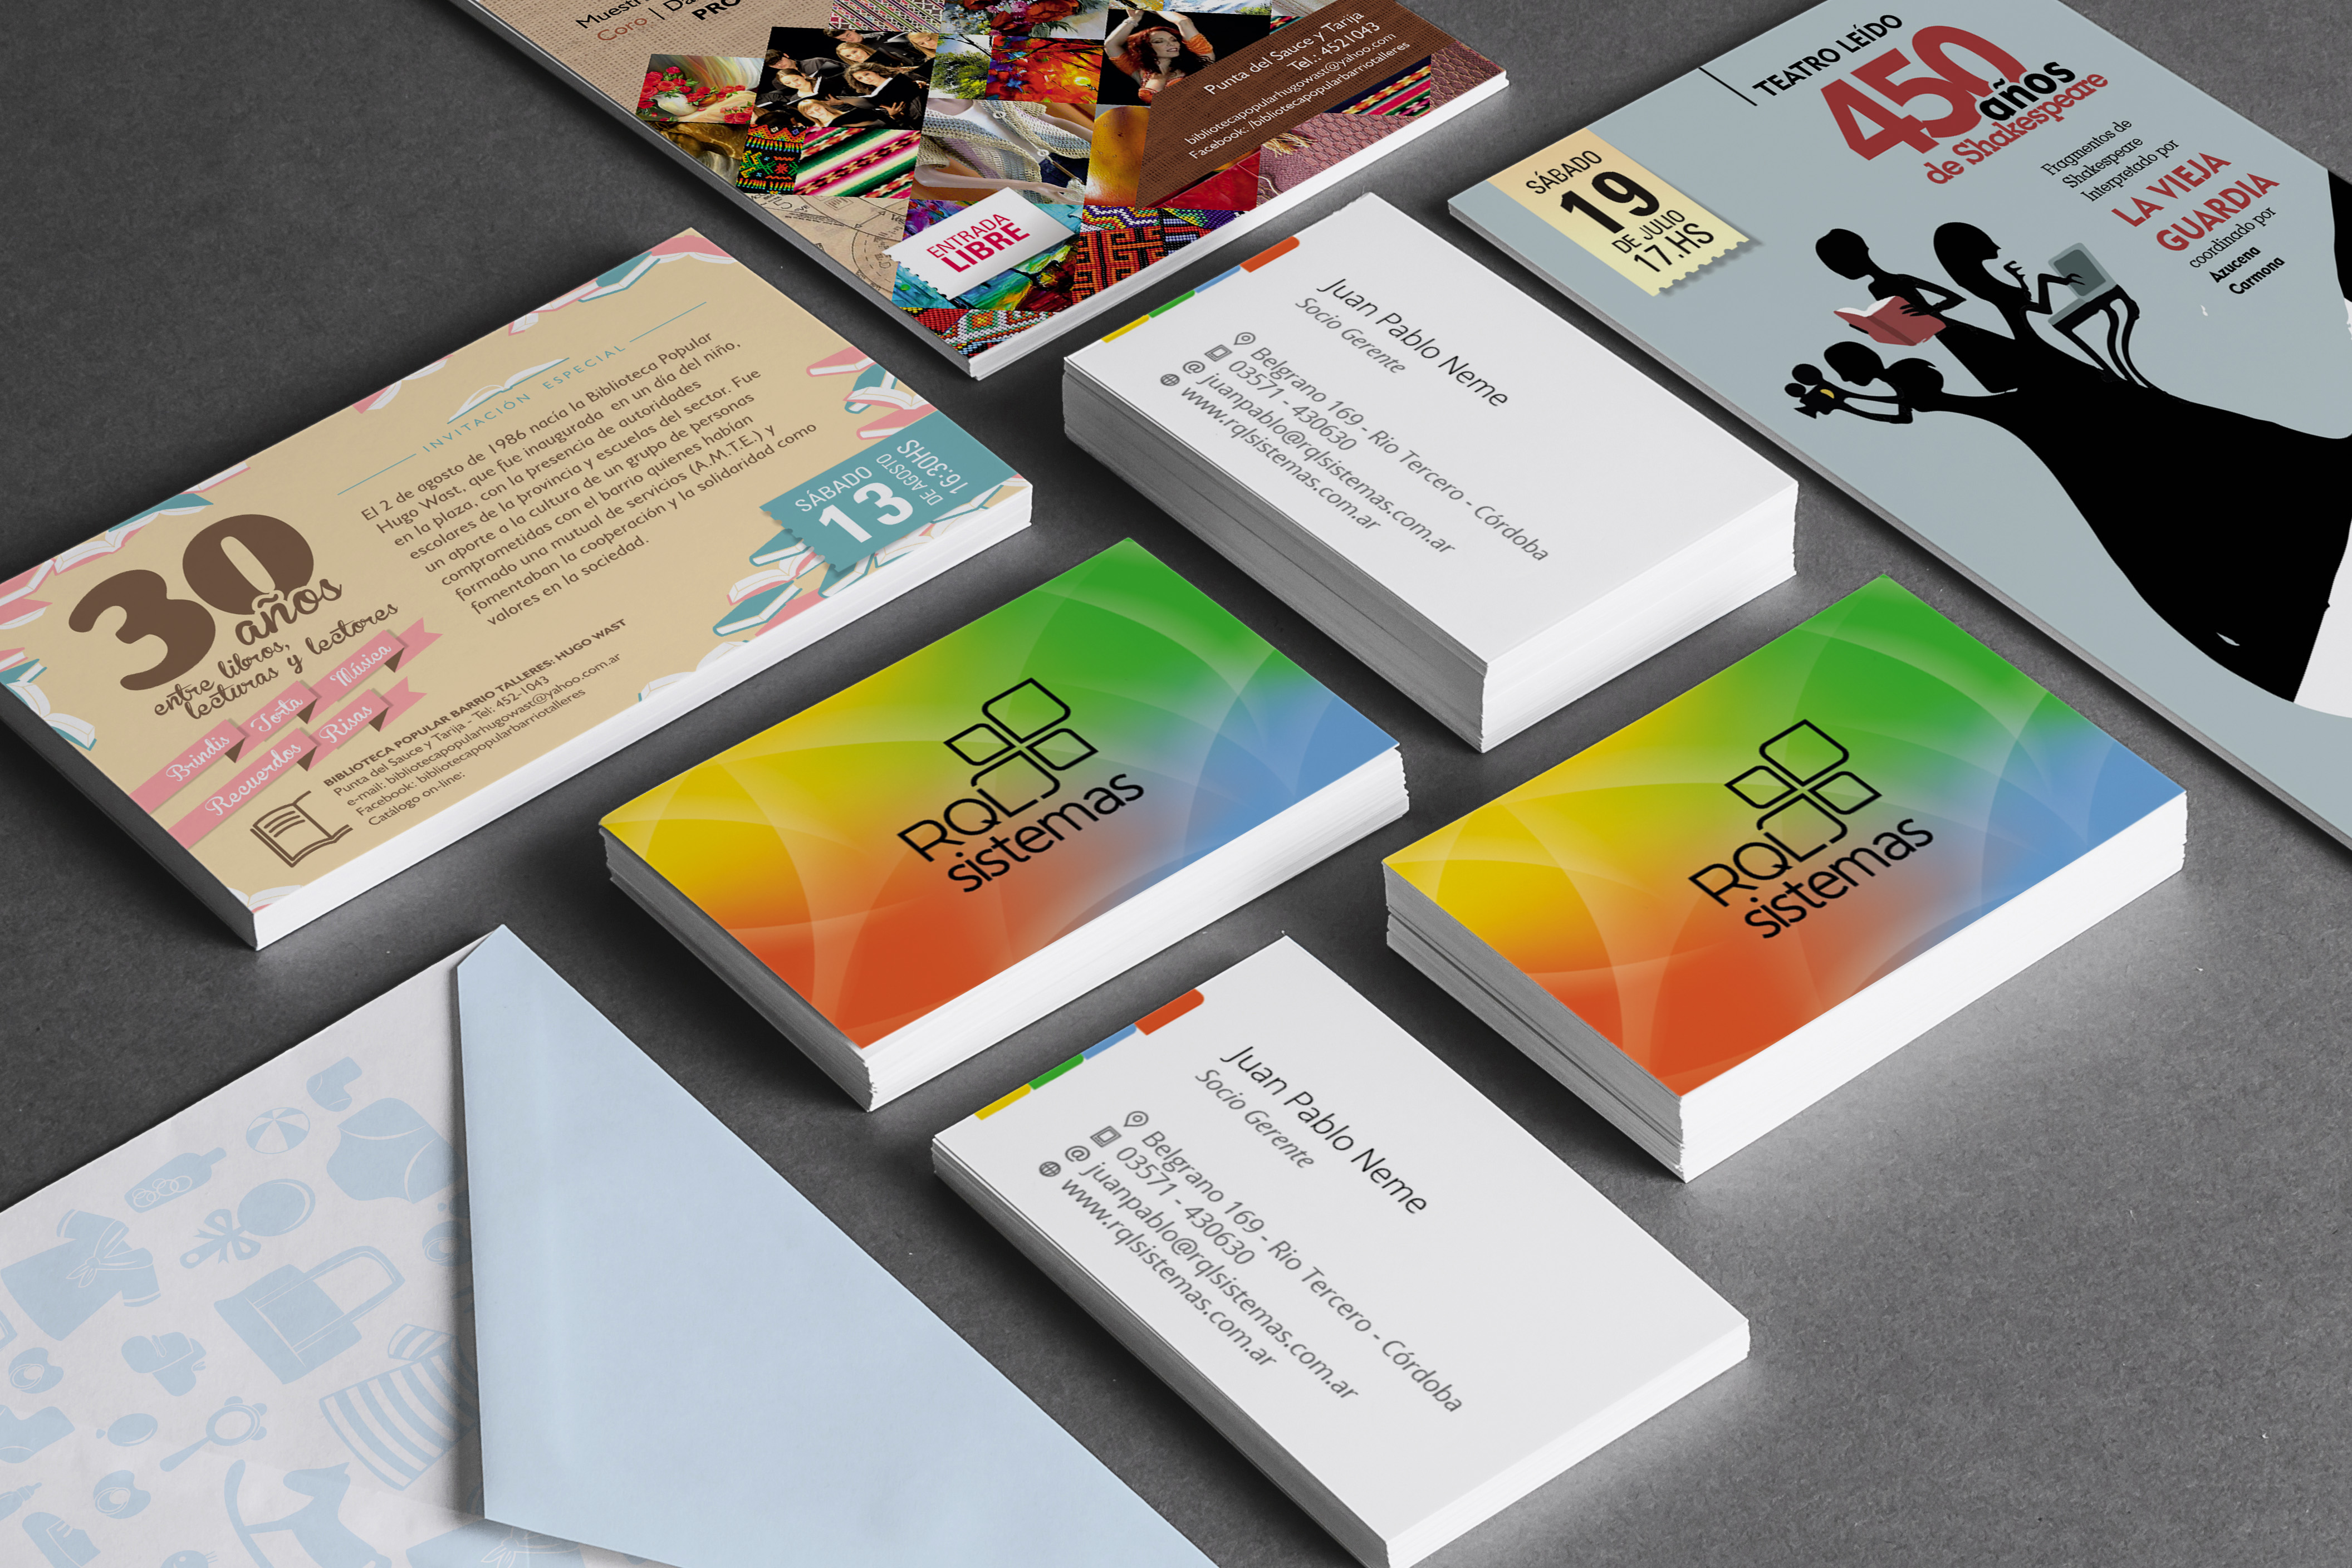 Coro | Da
PRO
Punta del Sauce y Tarija
Tel.: 4521043
bibliotecapopularhugowast@yahoo.com
Facebook: /bibliotecapopularbarriotalleres
ENTRADA
LIBRE
TEATRO LEÍDO
450
años
de Shakespeare
SÁBADO
19
DE JULIO
17.HS
Fragmentos de
Shakespeare
Interpretado por
LA VIEJA
GUARDIA
coordinado por
Azucena
Carmona
INVITACIÓN ESPECIAL
El 2 de agosto de 1986 nacía la Biblioteca Popular
Hugo Wast, que fue inaugurada en un día del niño,
en la plaza, con la presencia de autoridades
escolares de la provincia y escuelas del sector. Fue
un aporte a la cultura de un grupo de personas
comprometidas con el barrio quienes habían
formado una mutual de servicios (A.M.T.E.) y
fomentaban la cooperación y la solidaridad como
valores en la sociedad.
SÁBADO
13
DE AGOSTO
16:30HS
30
años
entre libros,
lecturas y lectores
Brindis Torta Música
Recuerdos Risas
BIBLIOTECA POPULAR BARRIO TALLERES: HUGO WAST
Punta del Sauce y Tarija - Tel: 452-1043
e-mail: bibliotecapopularhugowast@yahoo.com.ar
Facebook: bibliotecapopularbarriotalleres
Catálogo on-line:
Juan Pablo Neme
Socio Gerente
Belgrano 169 - Rio Tercero - Córdoba
03571 - 430630
@ juanpablo@rqlsistemas.com.ar
www.rqlsistemas.com.ar
RQL
sistemas
RQL
sistemas
Juan Pablo Neme
Socio Gerente
Belgrano 169 - Rio Tercero - Córdoba
03571 - 430630
@ juanpablo@rqlsistemas.com.ar
www.rqlsistemas.com.ar